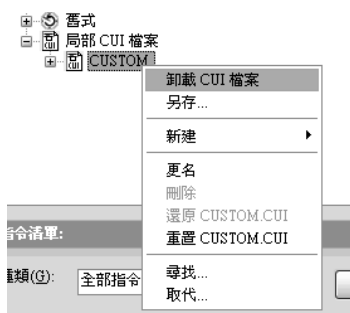 舊式
局部 CUI 檔案
CUSTOM
卸載 CUI 檔案
另存...
新建
更名
刪除
還原 CUSTOM.CUI
重置 CUSTOM.CUI
尋找...
取代...
指令清單:
種類(G):
全部指令